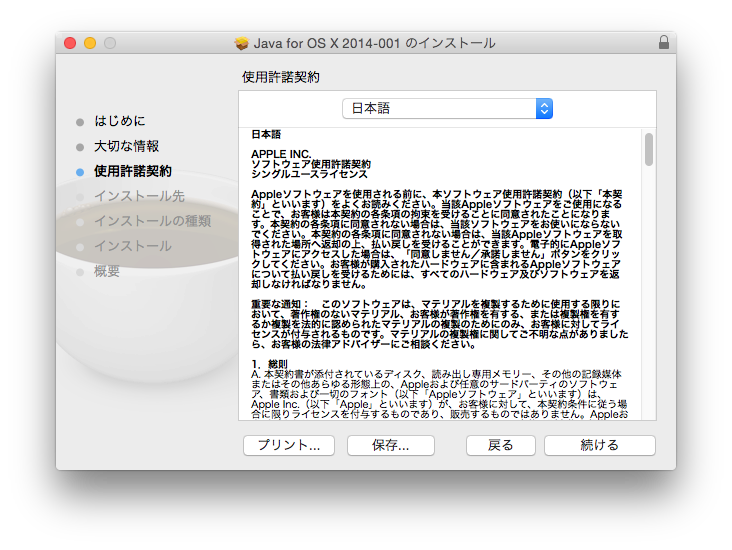 Java for OS X 2014-001 のインストール
使用許諾契約
はじめに
大切な情報
使用許諾契約
インストール先
インストールの種類
インストール
概要
日本語
日本語
APPLE INC.
ソフトウェア使用許諾契約
シングルユースライセンス
Appleソフトウェアを使用される前に、本ソフトウェア使用許諾契約（以下「本契
約」といいます）をよくお読みください。当該Appleソフトウェアをご使用になる
ことで、お客様は本契約の各条項の拘束を受けることに同意されたことになりま
す。本契約の各条項に同意されない場合は、当該ソフトウェアをお使いにならない
でください。本契約の各条項に同意されない場合は、当該Appleソフトウェアを取
得された場所へ返却の上、払い戻しを受けることができます。電子的にAppleソフ
トウェアにアクセスした場合は、「同意しません／承諾しません」ボタンをクリッ
クしてください。お客様が購入されたハードウェアに含まれるAppleソフトウェア
について払い戻しを受けるためには、すべてのハードウェア及びソフトウェアを返
却しなければなりません。
重要な通知：　このソフトウェアは、マテリアルを複製するために使用する限りに
おいて、著作権のないマテリアル、お客様が著作権を有する、または複製権を有す
るか複製を法的に認められたマテリアルの複製のためにのみ、お客様に対してライ
センスが付与されるものです。マテリアルの複製権に関してご不明な点がありました
ら、お客様の法律アドバイザーにご相談ください。
1．総則
A. 本契約書が添付されているディスク、読み出し専用メモリー、その他の記録媒体
またはその他あらゆる形態上の、Appleおよび任意のサードパーティのソフトウェ
ア、書類および一切のフォント（以下「Appleソフトウェア」といいます）は、
Apple Inc.（以下「Apple」といいます）が、お客様に対して、本契約条件に従う場
合に限りライセンスを付与するものであり、販売するものではありません。Appleお
プリント...
保存...
戻る
続ける